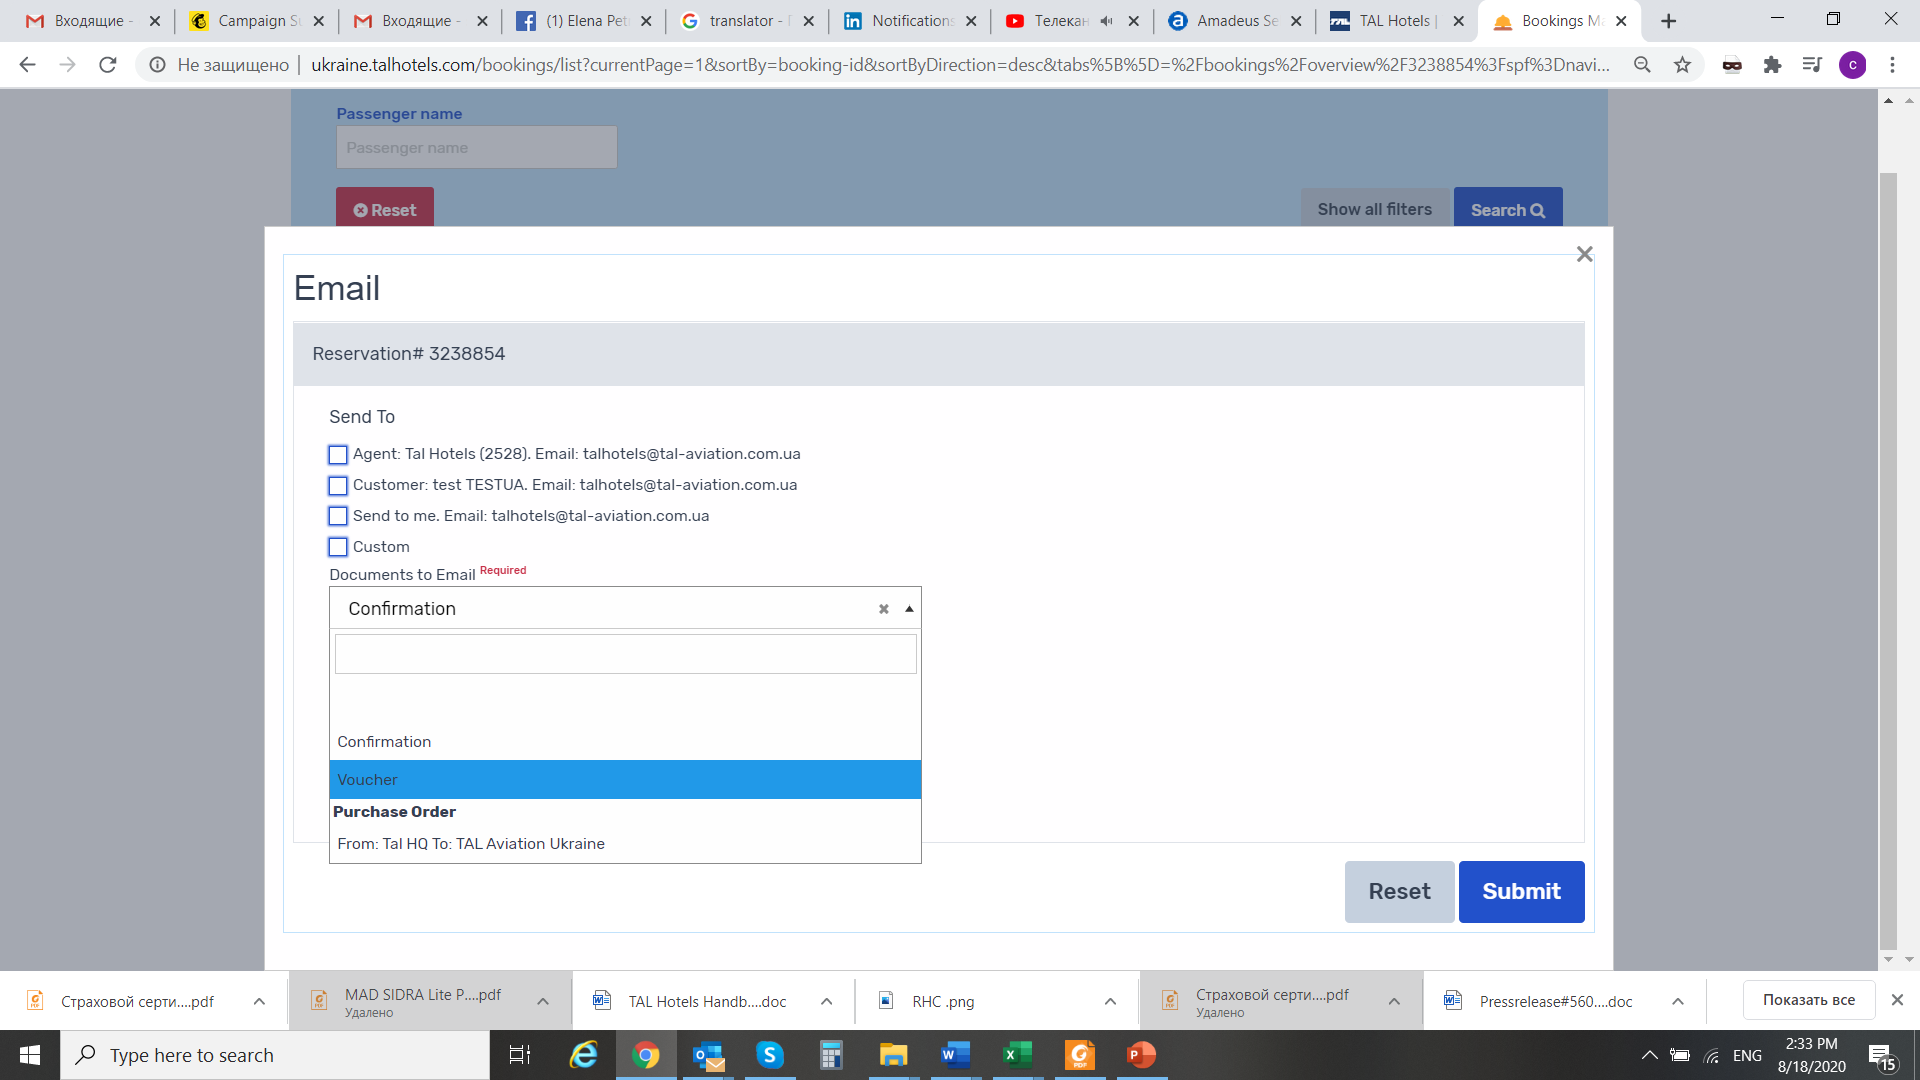 Входящие -
Campaign Su
Входящие -
(1) Elena Pet
translator -
Notifications
Телекан
Amadeus Se
TAL Hotels |
Bookings Ma
Не защищено
ukraine.talhotels.com/bookings/list?currentPage=1&sortBy=booking-id&sortByDirection=desc&tabs%5B%5D=%2Fbookings%2Foverview%2F3238854%3Fspf%3Dnavi...
c
Passenger name
Passenger name
Reset
Show all filters
Search
Email
Reservation# 3238854
Send To
Agent: Tal Hotels (2528). Email: talhotels@tal-aviation.com.ua
Customer: test TESTUA. Email: talhotels@tal-aviation.com.ua
Send to me. Email: talhotels@tal-aviation.com.ua
Custom
Documents to Email Required
Confirmation
Confirmation
Voucher
Purchase Order
From: Tal HQ To: TAL Aviation Ukraine
Reset
Submit
Страховой серти....pdf
MAD SIDRA Lite P....pdf
Удалено
TAL Hotels Handb....doc
RHC .png
Страховой серти....pdf
Удалено
Pressrelease#560....doc
Показать все
Type here to search
ENG
2:33 PM
8/18/2020
15